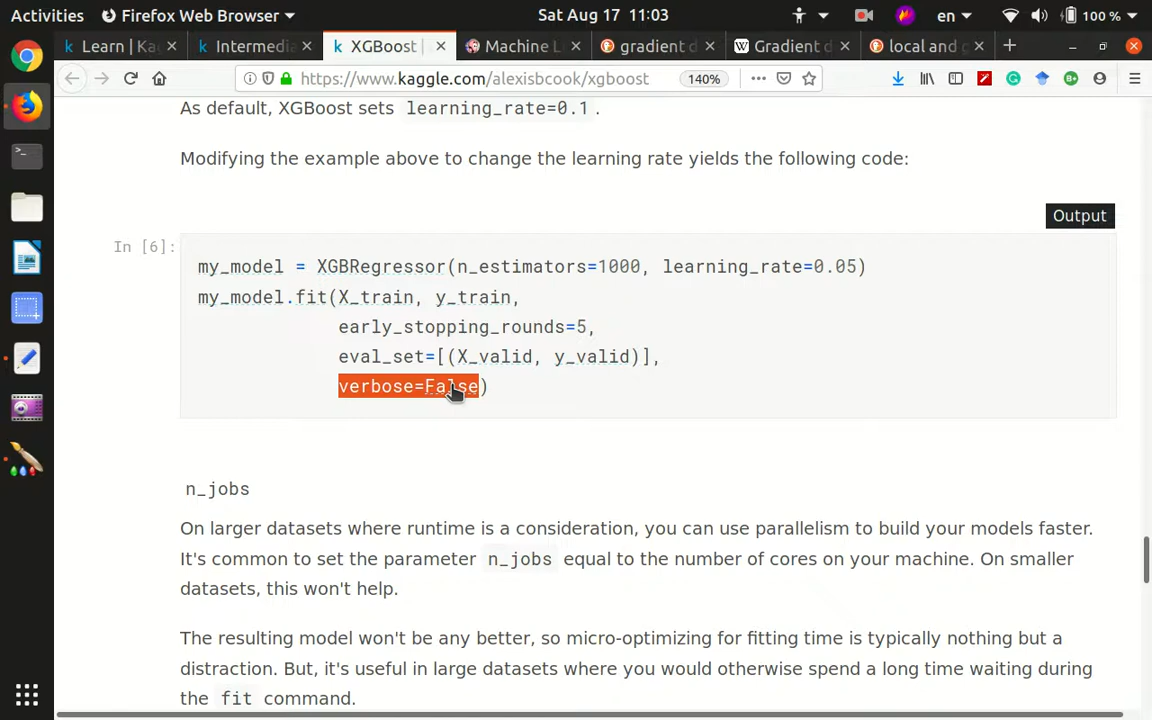 Activities
Firefox Web Browser
Sat Aug 17 11:03
en
100 %
Learn | Ka
Intermedia
XGBoost |
Machine L
gradient d
Gradient d
local and g
https://www.kaggle.com/alexisbcook/xgboost
140%
As default, XGBoost sets learning_rate=0.1.
Modifying the example above to change the learning rate yields the following code:
Output
In [6]:
my_model = XGBRegressor(n_estimators=1000, learning_rate=0.05)
my_model.fit(X_train, y_train,
early_stopping_rounds=5,
eval_set=[(X_valid, y_valid)],
verbose=False)
n_jobs
On larger datasets where runtime is a consideration, you can use parallelism to build your models faster.
It's common to set the parameter n_jobs equal to the number of cores on your machine. On smaller
datasets, this won't help.
The resulting model won't be any better, so micro-optimizing for fitting time is typically nothing but a
distraction. But, it's useful in large datasets where you would otherwise spend a long time waiting during
the fit command.